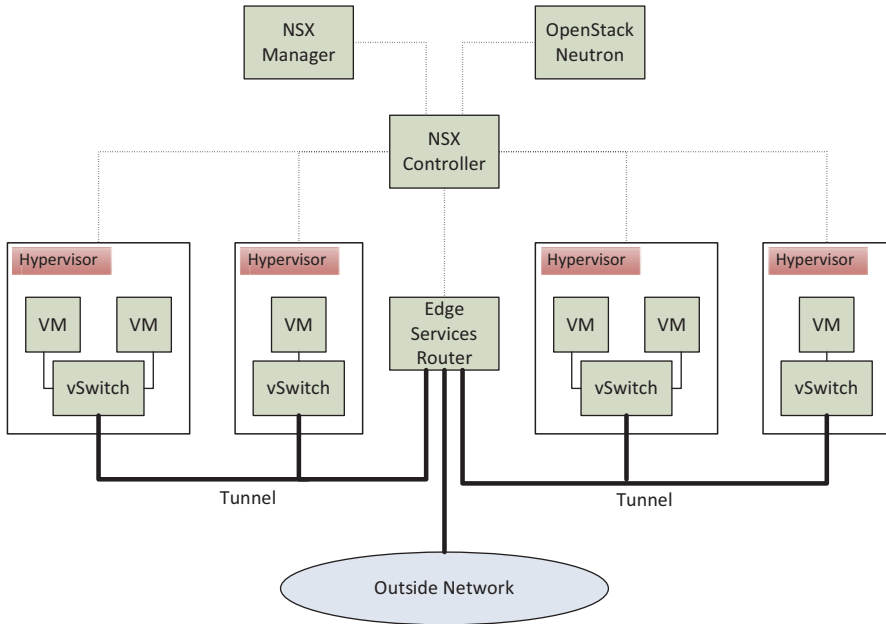 NSX
Manager
OpenStack
Neutron
NSX
Controller
Hypervisor
Hypervisor
Hypervisor
Hypervisor
VM
VM
VM
VM
VM
VM
vSwitch
vSwitch
Edge
Services
Router
vSwitch
vSwitch
Tunnel
Tunnel
Outside Network